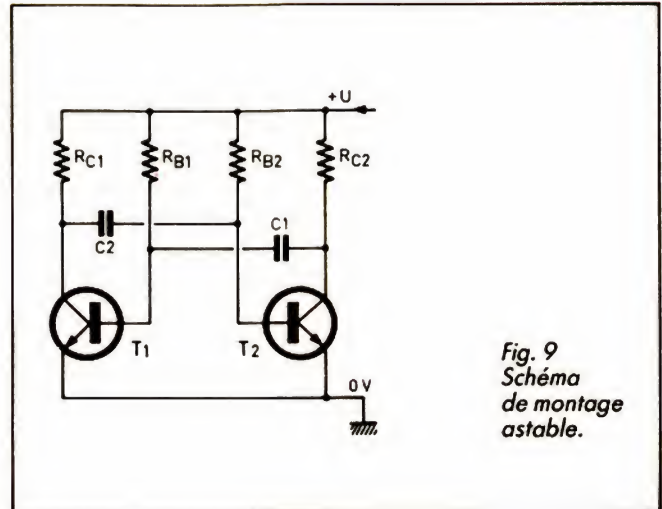 +U
RC1 RB1 RB2 RC2
C2 C1
T1 T2
0V
Fig. 9
Schéma
de montage
astable.